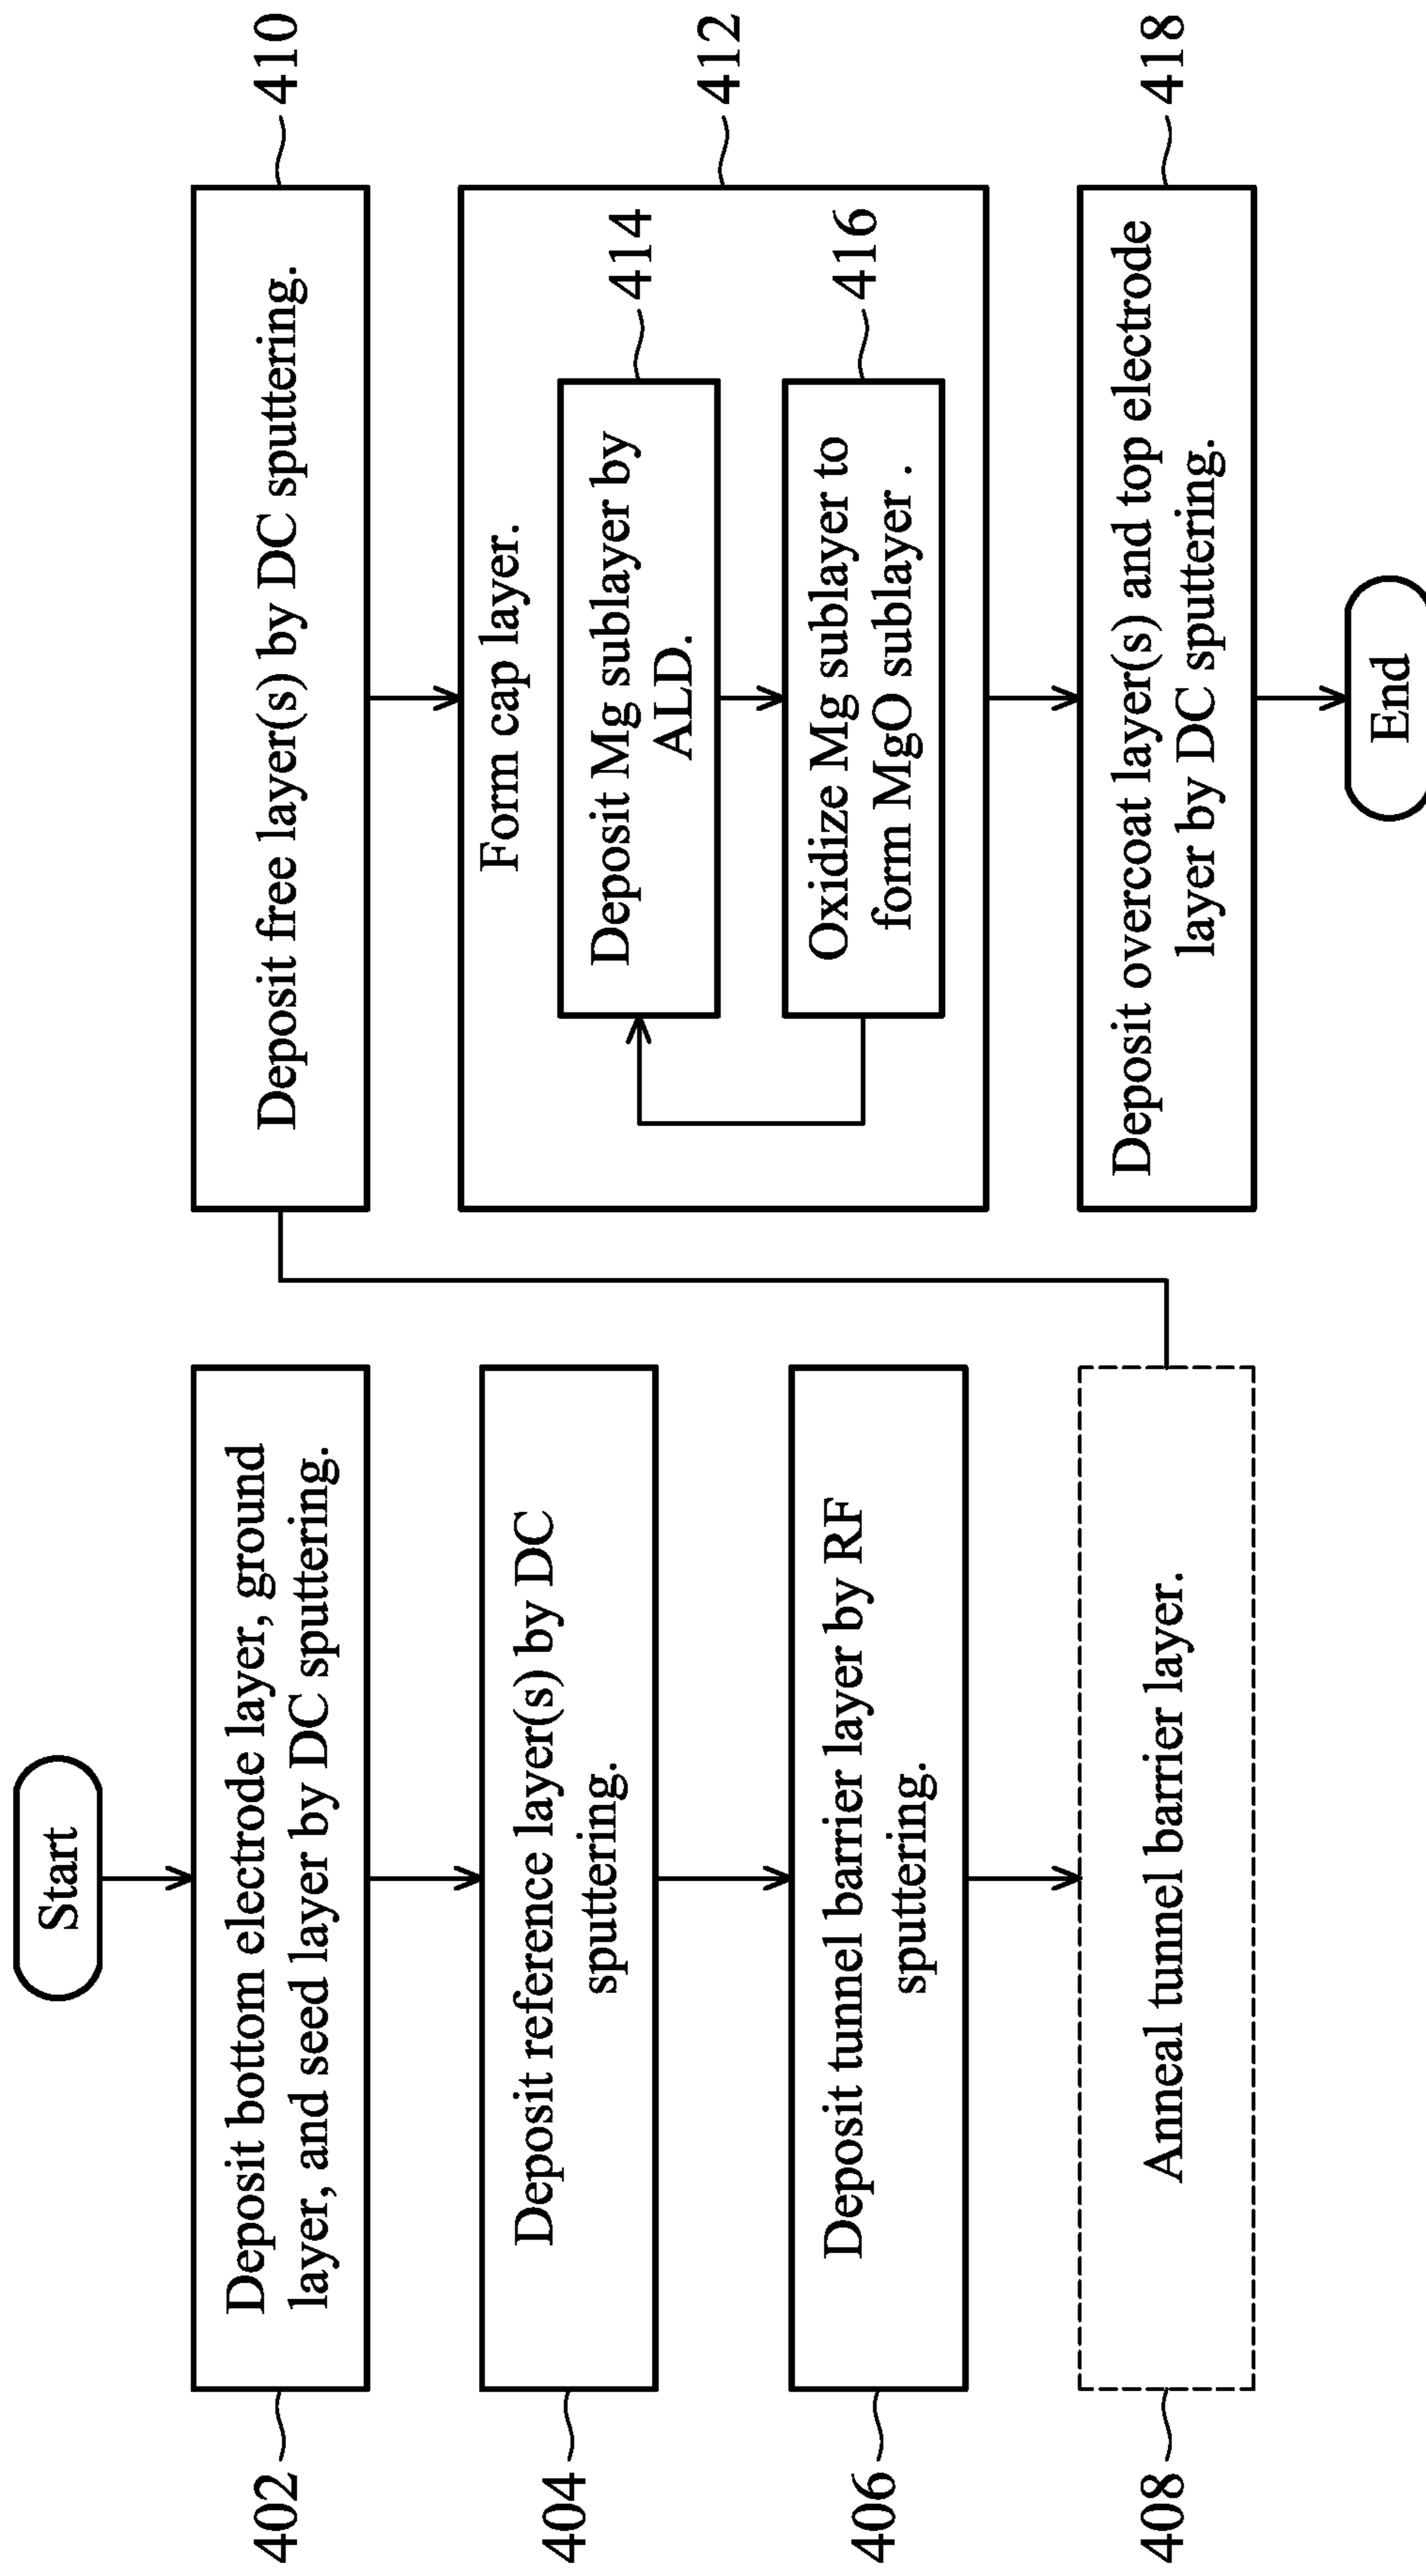 Start
Deposit bottom electrode layer, ground
layer, and seed layer by DC sputtering.
402
Deposit reference layer(s) by DC
sputtering.
404
Deposit tunnel barrier layer by RF
sputtering.
406
Anneal tunnel barrier layer.
408
Deposit free layer(s) by DC sputtering.
410
Form cap layer.
412
Deposit Mg sublayer by
ALD.
414
Oxidize Mg sublayer to
form MgO sublayer .
416
Deposit overcoat layer(s) and top electrode
layer by DC sputtering.
418
End